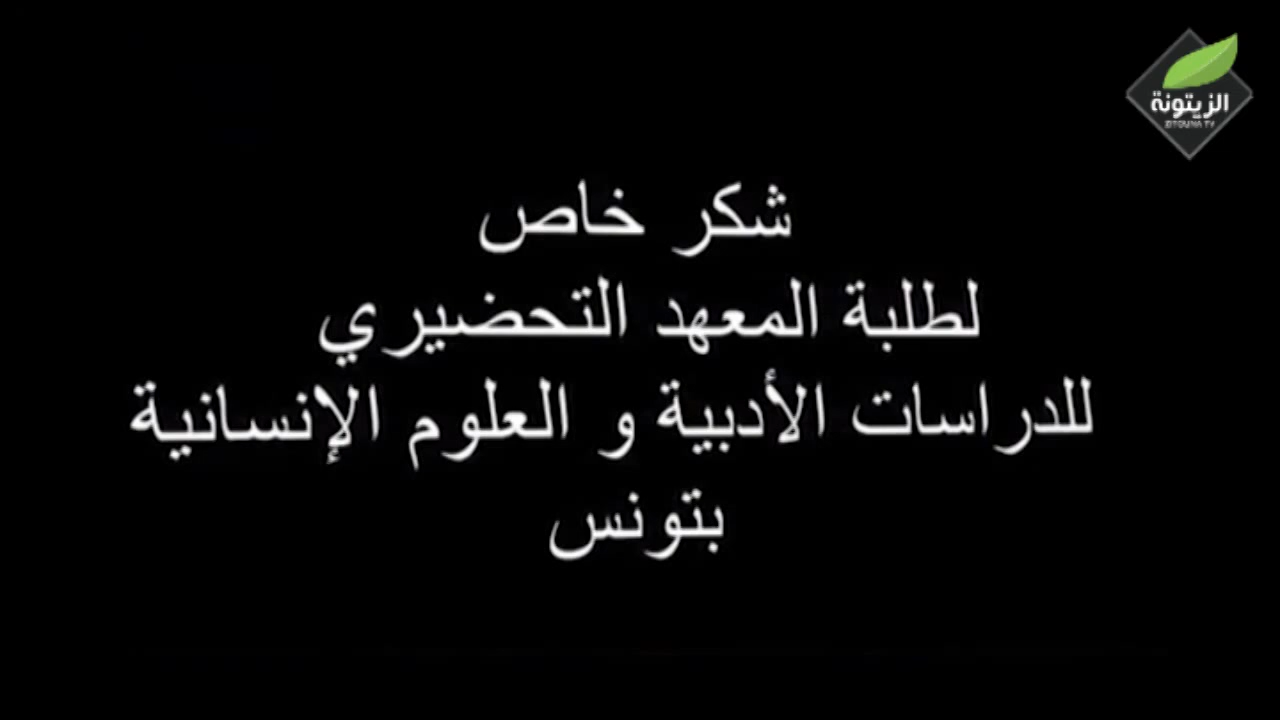 الزيتونة
ZITOUNA TV
شكر خاص
لطلبة المعهد التحضيري
للدراسات الأدبية و العلوم الإنسانية
بتونس